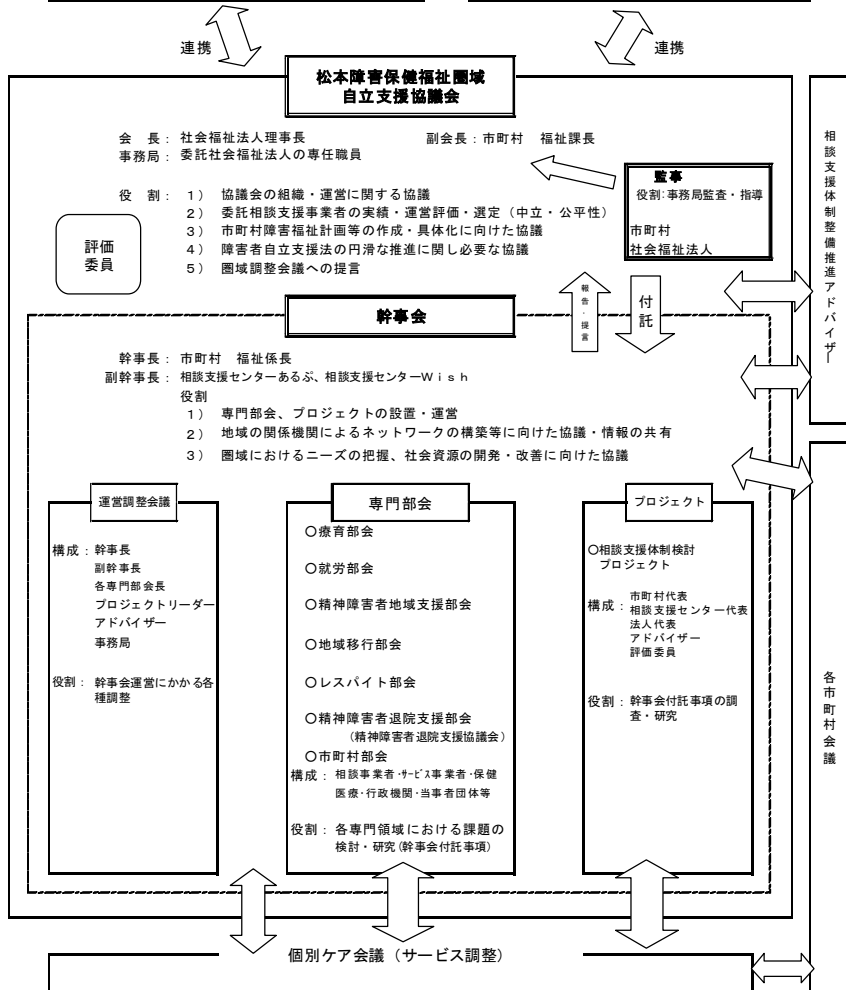 連携
連携
松本障害保健福祉圏域
自立支援協議会
会　長：社会福祉法人理事長
副会長：市町村　福祉課長
事務局：委託社会福祉法人の専任職員
監事
役割：事務局監査・指導
市町村
社会福祉法人
役　割：1）　協議会の組織・運営に関する協議
2）　委託相談支援事業者の実績・運営評価・選定（中立・公平性）
3）　市町村障害福祉計画等の作成・具体化に向けた協議
4）　障害者自立支援法の円滑な推進に関し必要な協議
5）　圏域調整会議への提言
評価
委員
報告・提言
付託
相談支援体制整備推進アドバイザー
幹事会
幹事長：市町村　福祉係長
副幹事長：相談支援センターあるぷ、相談支援センターWｉｓｈ
役割
1）　専門部会、プロジェクトの設置・運営
2）　地域の関係機関によるネットワークの構築等に向けた協議・情報の共有
3）　圏域におけるニーズの把握、社会資源の開発・改善に向けた協議
運営調整会議
構成：幹事長
副幹事長
各専門部会長
プロジェクトリーダー
アドバイザー
事務局
役割：幹事会運営にかかる各
種調整
専門部会
○療育部会
○就労部会
○精神障害者地域支援部会
○地域移行部会
○レスパイト部会
○精神障害者退院支援部会
（精神障害者退院支援協議会）
○市町村部会
構成：相談事業者・ｻｰﾋﾞｽ事業者・保健
医療・行政機関・当事者団体等
役割：各専門領域における課題の
検討・研究(幹事会付託事項)
プロジェクト
○相談支援体制検討
プロジェクト
構成：市町村代表
相談支援センター代表
法人代表
アドバイザー
評価委員
役割：幹事会付託事項の調
査・研究
各市町村会議
個別ケア会議（サービス調整）